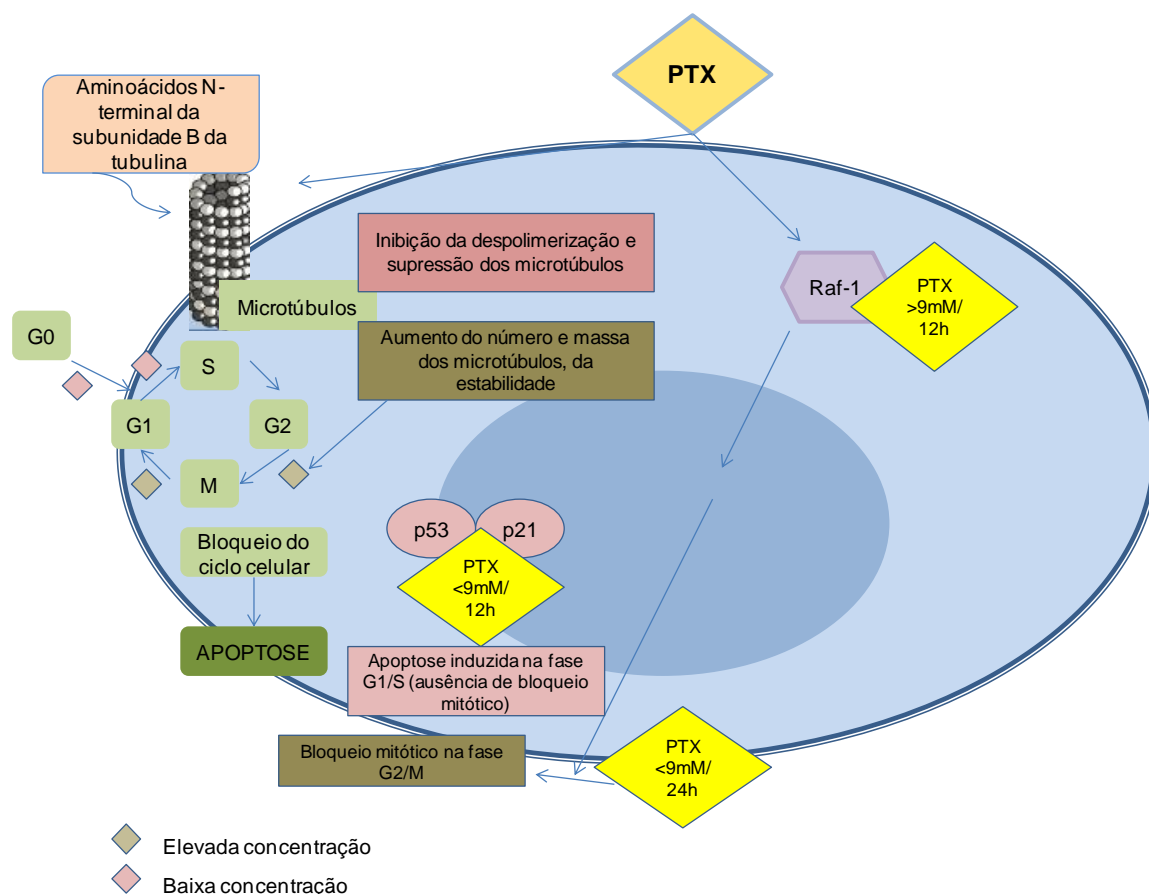 PTX
Aminoácidos N-
terminal da
subunidade B da
tubulina
Inibição da despolimerização e
supressão dos microtúbulos
Raf-1
PTX
>9mM/
12h
Microtúbulos
G0
Aumento do número e massa
dos microtúbulos, da
estabilidade
S
G1
G2
M
p53
p21
Bloqueio do
ciclo celular
PTX
<9mM/
12h
APOPTOSE
Apoptose induzida na fase
G1/S (ausência de bloqueio
mitótico)
Bloqueio mitótico na fase
G2/M
PTX
<9mM/
24h
Elevada concentração
Baixa concentração